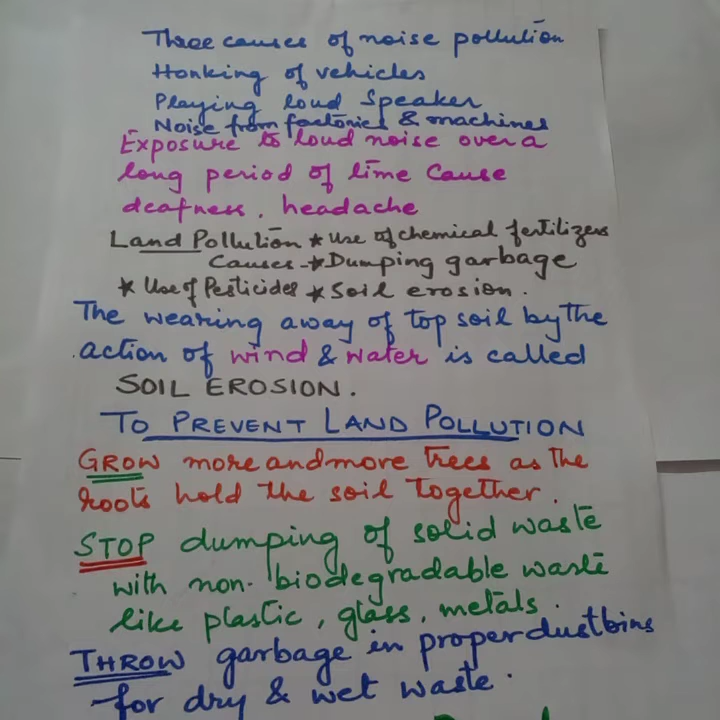 Three causes of noise pollution
Honking of vehicles
Playing loud Speaker
Noise from factories & machines
Exposure to loud noise over a
long period of time Cause
deafness, headache
Land Pollution * Use of chemical fertilizers
Causes - * Dumping garbage
* Use of Pesticides * Soil erosion.
The wearing away of top soil by the
action of wind & water is called
SOIL EROSION.
TO PREVENT LAND POLLUTION
GROW more and more trees as the
roots hold the soil together.
STOP dumping of solid waste
with non-biodegradable waste
like plastic, glass, metals.
THROW garbage in proper dustbins
for dry & wet waste.